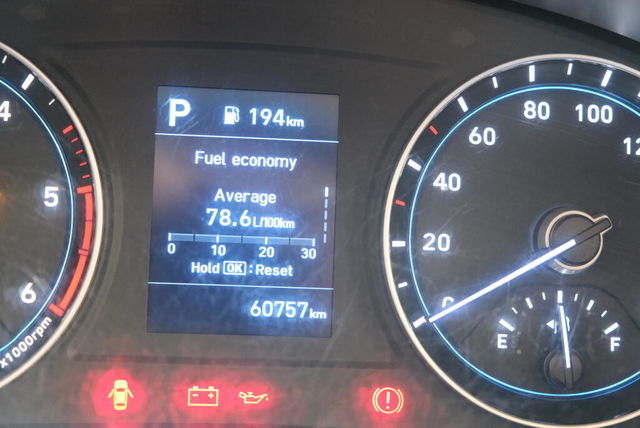 P 194km
Fuel economy
Average
78.6L/100km
0 10 20 30
Hold OK : Reset
60757km
4
5
6
x1000rpm
0
20
40
60
80
100
E F